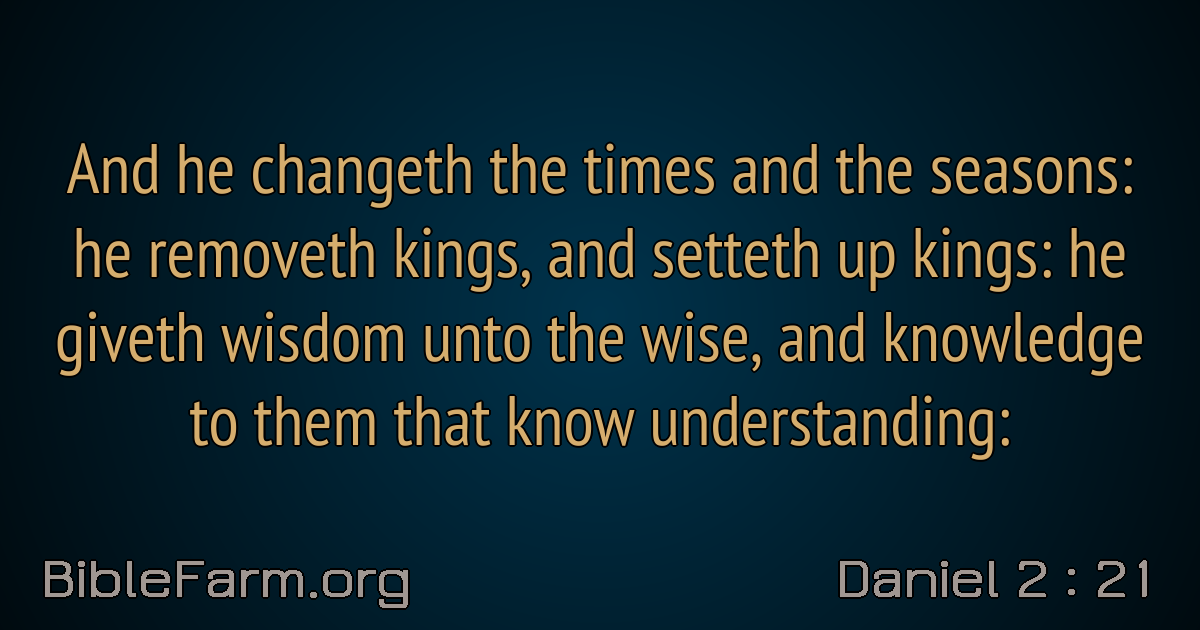 And he changeth the times and the seasons:
he removeth kings, and setteth up kings: he
giveth wisdom unto the wise, and knowledge
to them that know understanding:
BibleFarm.org
Daniel 2 : 21